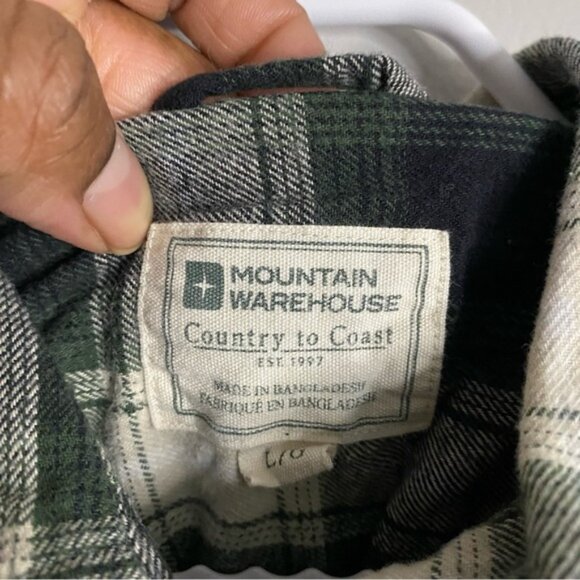 MOUNTAIN
WAREHOUSE
Country to Coast
EST. 1997
MADE IN BANGLADESH
FABRIQUÉ EN BANGLADESH